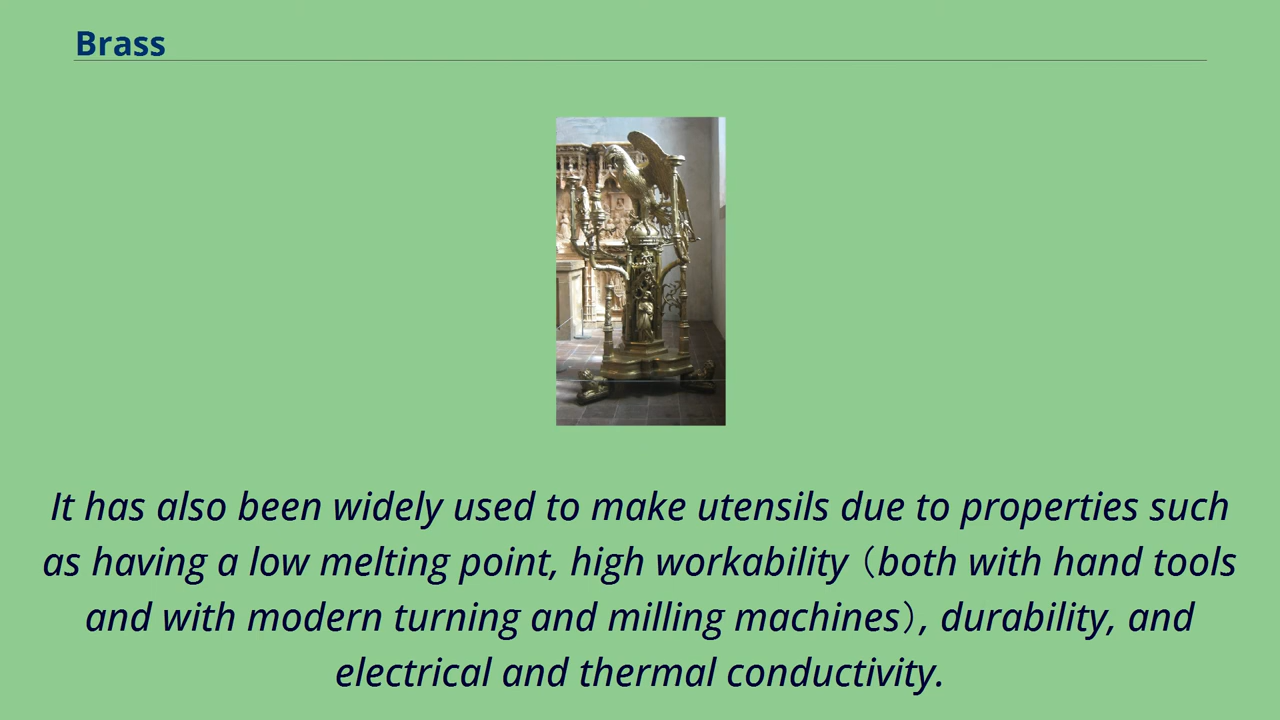 Brass
It has also been widely used to make utensils due to properties such
as having a low melting point, high workability（both with hand tools
and with modern turning and milling machines）, durability, and
electrical and thermal conductivity.